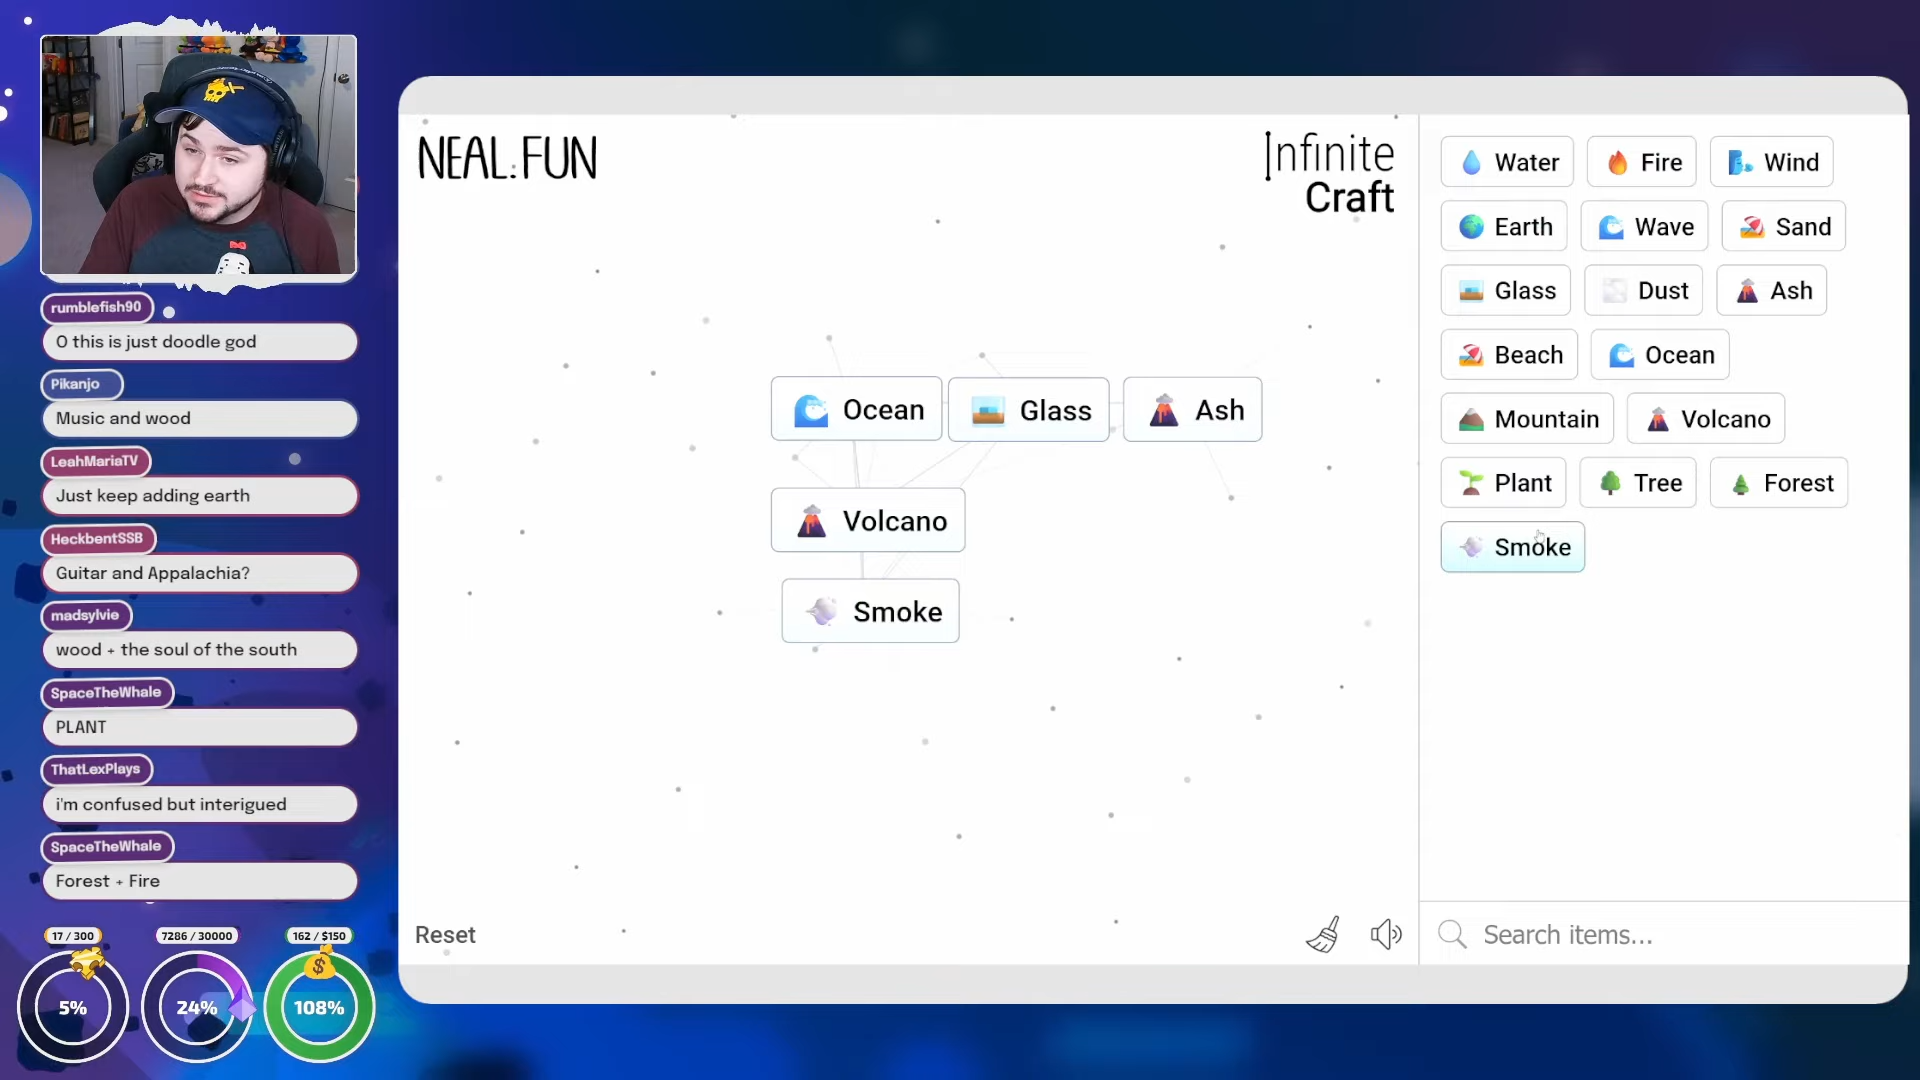 rumblefish90
O this is just doodle god
Pikanjo
Music and wood
LeahMariaTV
Just keep adding earth
HeckbentSSB
Guitar and Appalachia?
madsylvie
wood + the soul of the south
SpaceTheWhale
PLANT
ThatLexPlays
i'm confused but interigued
SpaceTheWhale
Forest + Fire
17 / 300
7286 / 30000
162 / $150
5%
24%
108%
NEAL.FUN
Infinite
Craft
Ocean
Glass
Ash
Volcano
Smoke
Reset
Water
Fire
Wind
Earth
Wave
Sand
Glass
Dust
Ash
Beach
Ocean
Mountain
Volcano
Plant
Tree
Forest
Smoke
Search items...